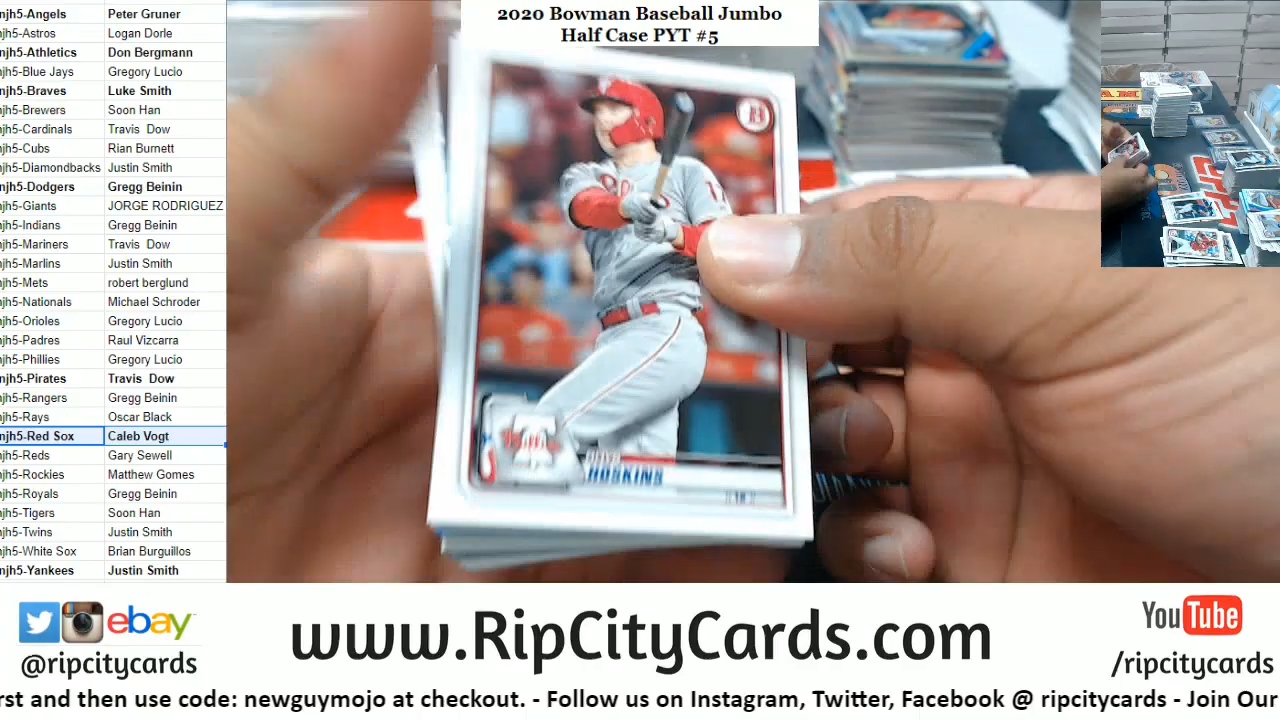 2020 Bowman Baseball Jumbo
Half Case PYT #5
njh5-Angels Peter Gruner
njh5-Astros Logan Dorle
njh5-Athletics Don Bergmann
njh5-Blue Jays Gregory Lucio
njh5-Braves Luke Smith
njh5-Brewers Soon Han
njh5-Cardinals Travis Dow
njh5-Cubs Rian Burnett
njh5-Diamondbacks Justin Smith
njh5-Dodgers Gregg Beinin
njh5-Giants JORGE RODRIGUEZ
njh5-Indians Gregg Beinin
njh5-Mariners Travis Dow
njh5-Marlins Justin Smith
njh5-Mets robert berglund
njh5-Nationals Michael Schroder
njh5-Orioles Gregory Lucio
njh5-Padres Raul Vizcarra
njh5-Phillies Gregory Lucio
njh5-Pirates Travis Dow
njh5-Rangers Gregg Beinin
njh5-Rays Oscar Black
njh5-Red Sox Caleb Vogt
njh5-Reds Gary Sewell
njh5-Rockies Matthew Gomes
njh5-Royals Gregg Beinin
njh5-Tigers Soon Han
njh5-Twins Justin Smith
njh5-White Sox Brian Burguillos
njh5-Yankees Justin Smith
B
Phillies
HOSKINS
1B
ebay
@ripcitycards
www.RipCityCards.com
YouTube
/ripcitycards
rst and then use code: newguymojo at checkout. - Follow us on Instagram, Twitter, Facebook @ ripcitycards - Join Our